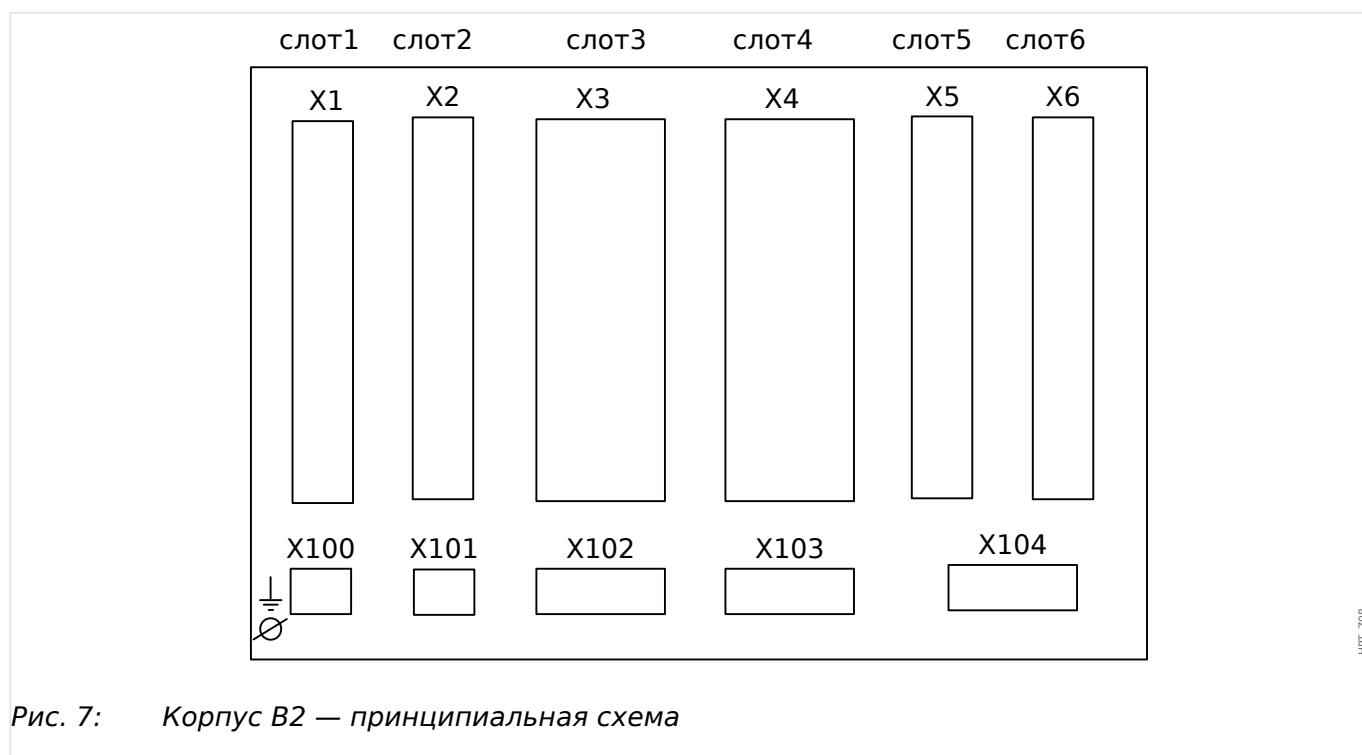 слот1 слот2 слот3 слот4 слот5 слот6
X1 X2 X3 X4 X5 X6
X100 X101 X102 X103 X104
Рис. 7: Корпус B2 — принципиальная схема